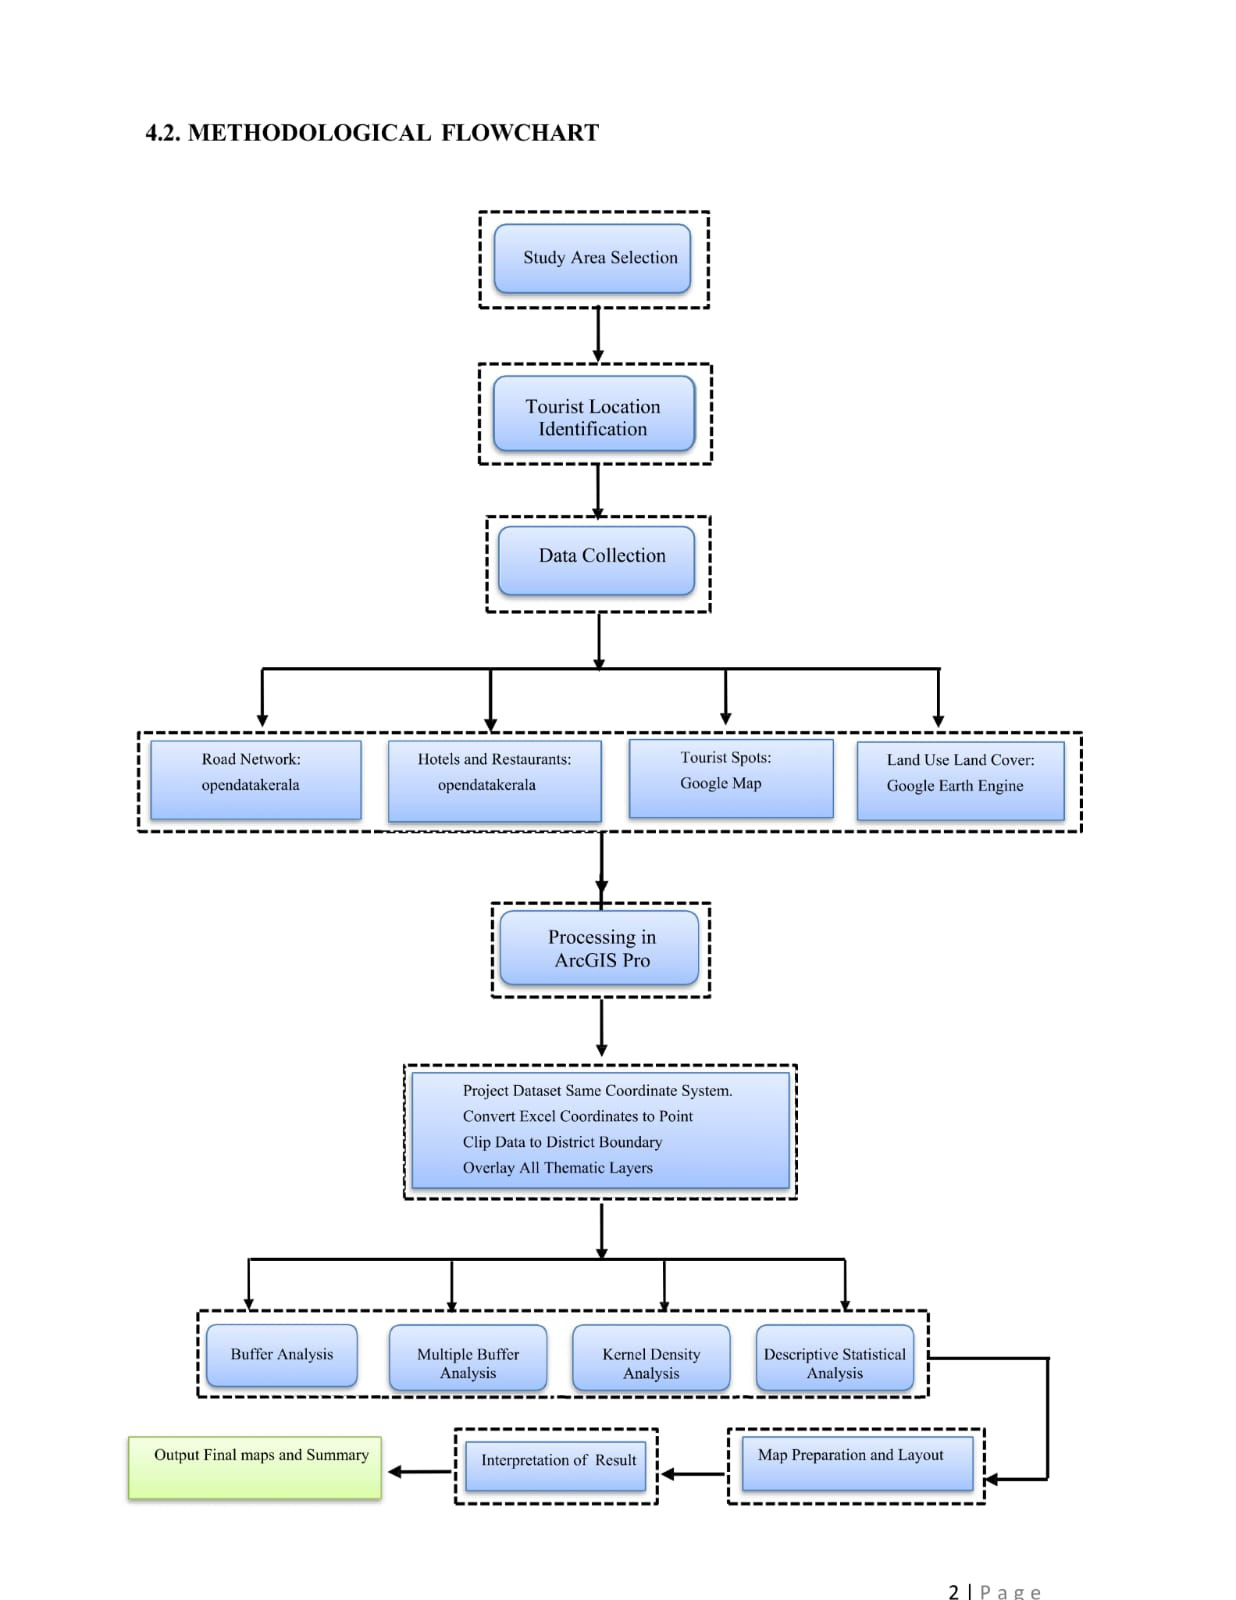 4.2. METHODOLOGICAL FLOWCHART
Study Area Selection
Tourist Location
Identification
Data Collection
Road Network:
opendatakerala
Hotels and Restaurants:
opendatakerala
Tourist Spots:
Google Map
Land Use Land Cover:
Google Earth Engine
Processing in
ArcGIS Pro
Project Dataset Same Coordinate System.
Convert Excel Coordinates to Point
Clip Data to District Boundary
Overlay All Thematic Layers
Buffer Analysis
Multiple Buffer
Analysis
Kernel Density
Analysis
Descriptive Statistical
Analysis
Map Preparation and Layout
Interpretation of Result
Output Final maps and Summary
2 | Page